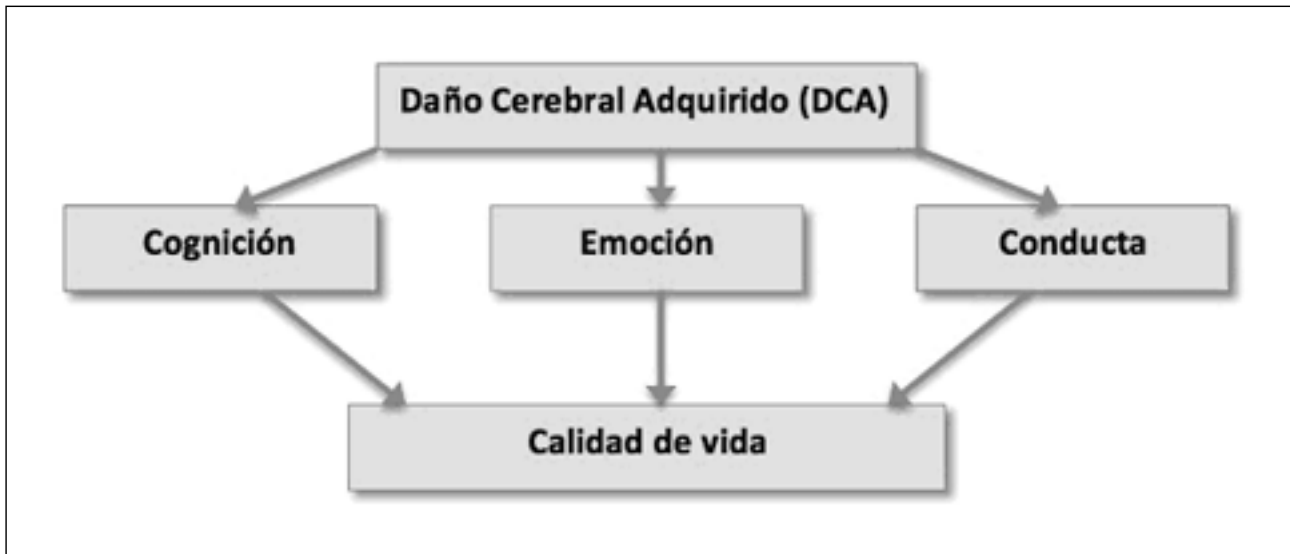 Daño Cerebral Adquirido (DCA)
Cognición
Emoción
Conducta
Calidad de vida